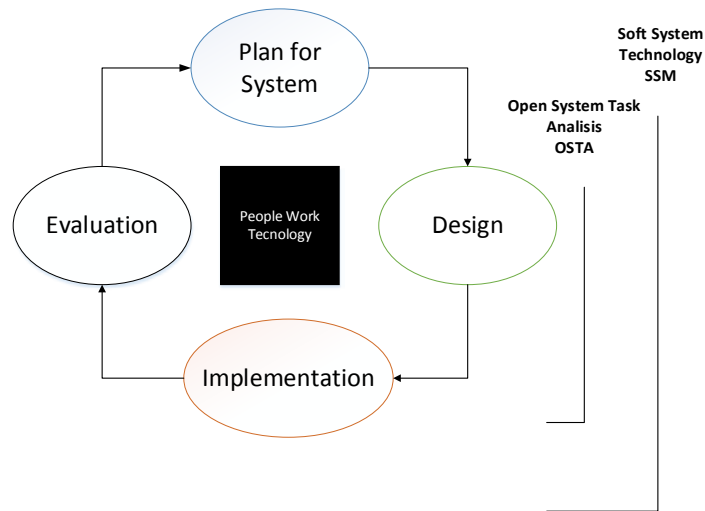 Plan for
System
Soft System
Technology
SSM
Open System Task
Analisis
OSTA
Evaluation
People Work
Tecnology
Design
Implementation